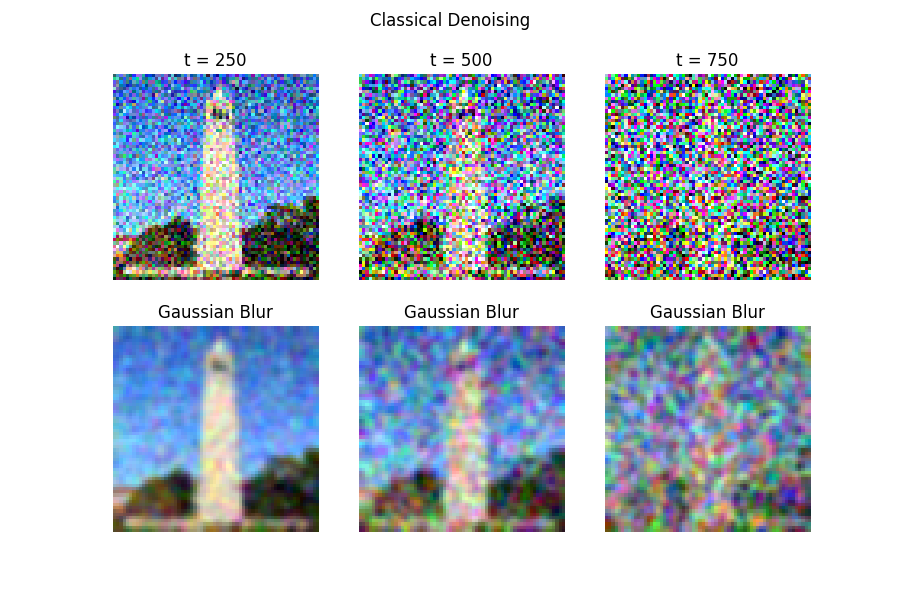 Classical Denoising
t = 250
t = 500
t = 750
Gaussian Blur
Gaussian Blur
Gaussian Blur